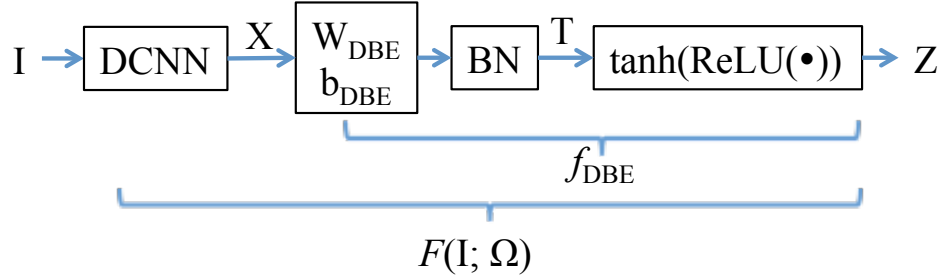 I DCNN X W_DBE b_DBE BN T tanh(ReLU(•)) Z
f_DBE
F(I; Ω)